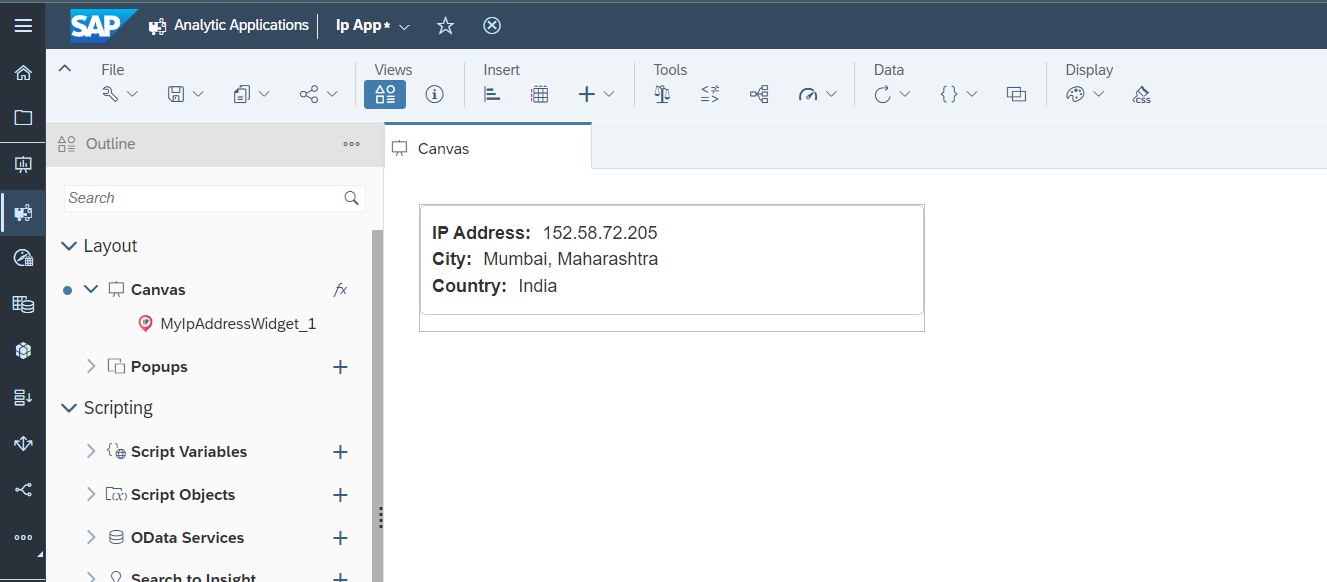 SAP Analytic Applications Ip App*
File Views Insert Tools Data Display
CSS
Outline
Canvas
Search
Layout
Canvas fx
IP MyIpAddressWidget_1
Popups
Scripting
Script Variables
(x) Script Objects
OData Services
Search to Insight
IP Address: 152.58.72.205
City: Mumbai, Maharashtra
Country: India